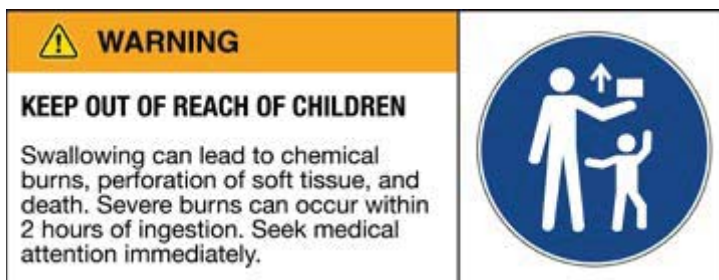 WARNING
KEEP OUT OF REACH OF CHILDREN
Swallowing can lead to chemical
burns, perforation of soft tissue, and
death. Severe burns can occur within
2 hours of ingestion. Seek medical
attention immediately.